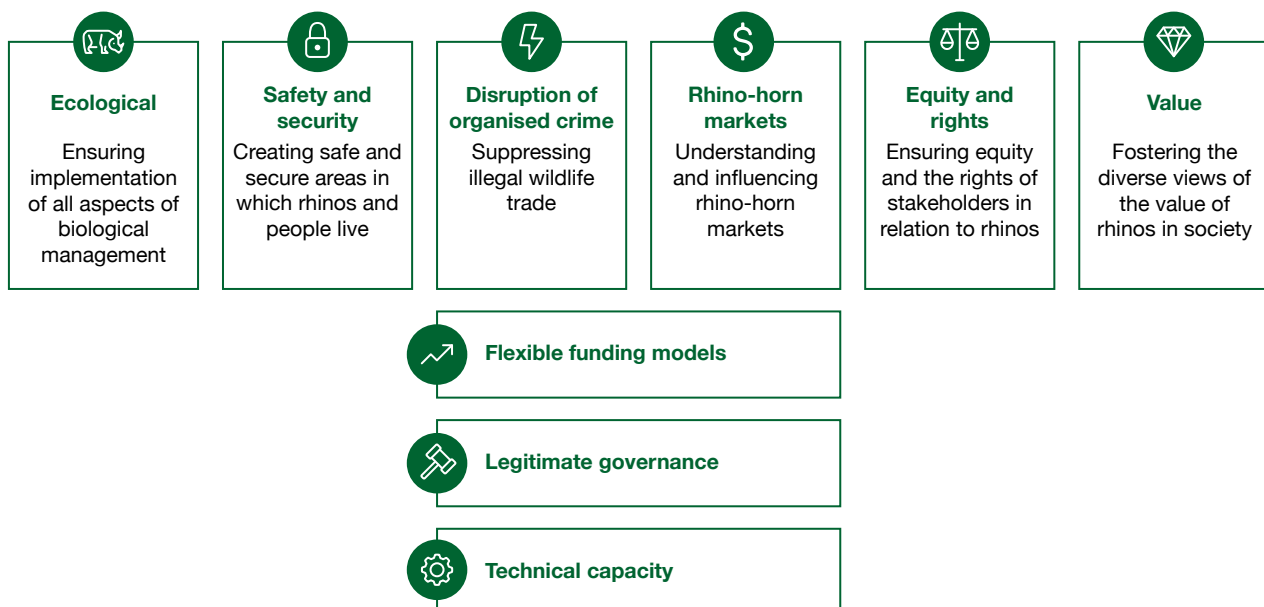 Ecological
Ensuring
implementation
of all aspects of
biological
management
Safety and
security
Creating safe and
secure areas in
which rhinos and
people live
Disruption of
organised crime
Suppressing
illegal wildlife
trade
Rhino-horn
markets
Understanding
and influencing
rhino-horn
markets
Equity and
rights
Ensuring equity
and the rights of
stakeholders in
relation to rhinos
Value
Fostering the
diverse views of
the value of
rhinos in society
Flexible funding models
Legitimate governance
Technical capacity